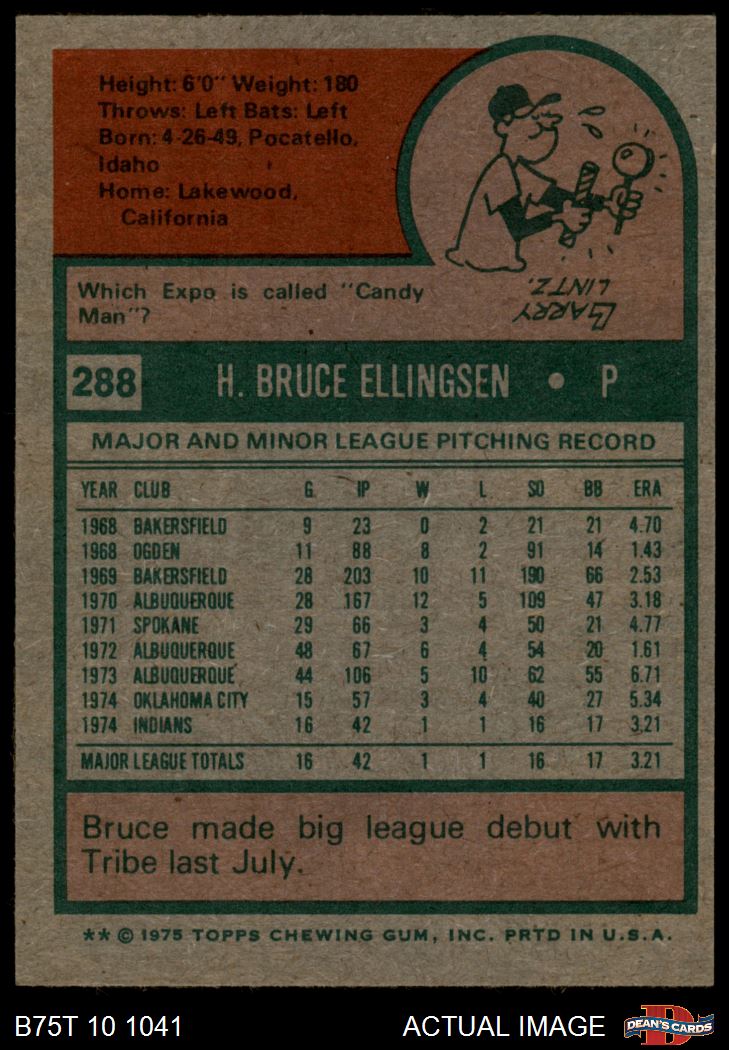 Height: 6'0" Weight: 180
Throws: Left Bats: Left
Born: 4-26-49, Pocatello,
Idaho
Home: Lakewood,
California
Which Expo is called "Candy
Man"?
LARRY
LINTZ.
288 H. BRUCE ELLINGSEN • P
MAJOR AND MINOR LEAGUE PITCHING RECORD
YEAR CLUB G IP W L SO BB ERA
1968 BAKERSFIELD 9 23 0 2 21 21 4.70
1968 OGDEN 11 88 8 2 91 14 1.43
1969 BAKERSFIELD 28 203 10 11 190 66 2.53
1970 ALBUQUERQUE 28 167 12 5 109 47 3.18
1971 SPOKANE 29 66 3 4 50 21 4.77
1972 ALBUQUERQUE 48 67 6 4 54 20 1.61
1973 ALBUQUERQUE 44 106 5 10 62 55 6.71
1974 OKLAHOMA CITY 15 57 3 4 40 27 5.34
1974 INDIANS 16 42 1 1 16 17 3.21
MAJOR LEAGUE TOTALS 16 42 1 1 16 17 3.21
Bruce made big league debut with
Tribe last July.
** © 1975 TOPPS CHEWING GUM, INC. PRTD IN U.S.A.
B75T 10 1041 ACTUAL IMAGE D DEAN'S CARDS